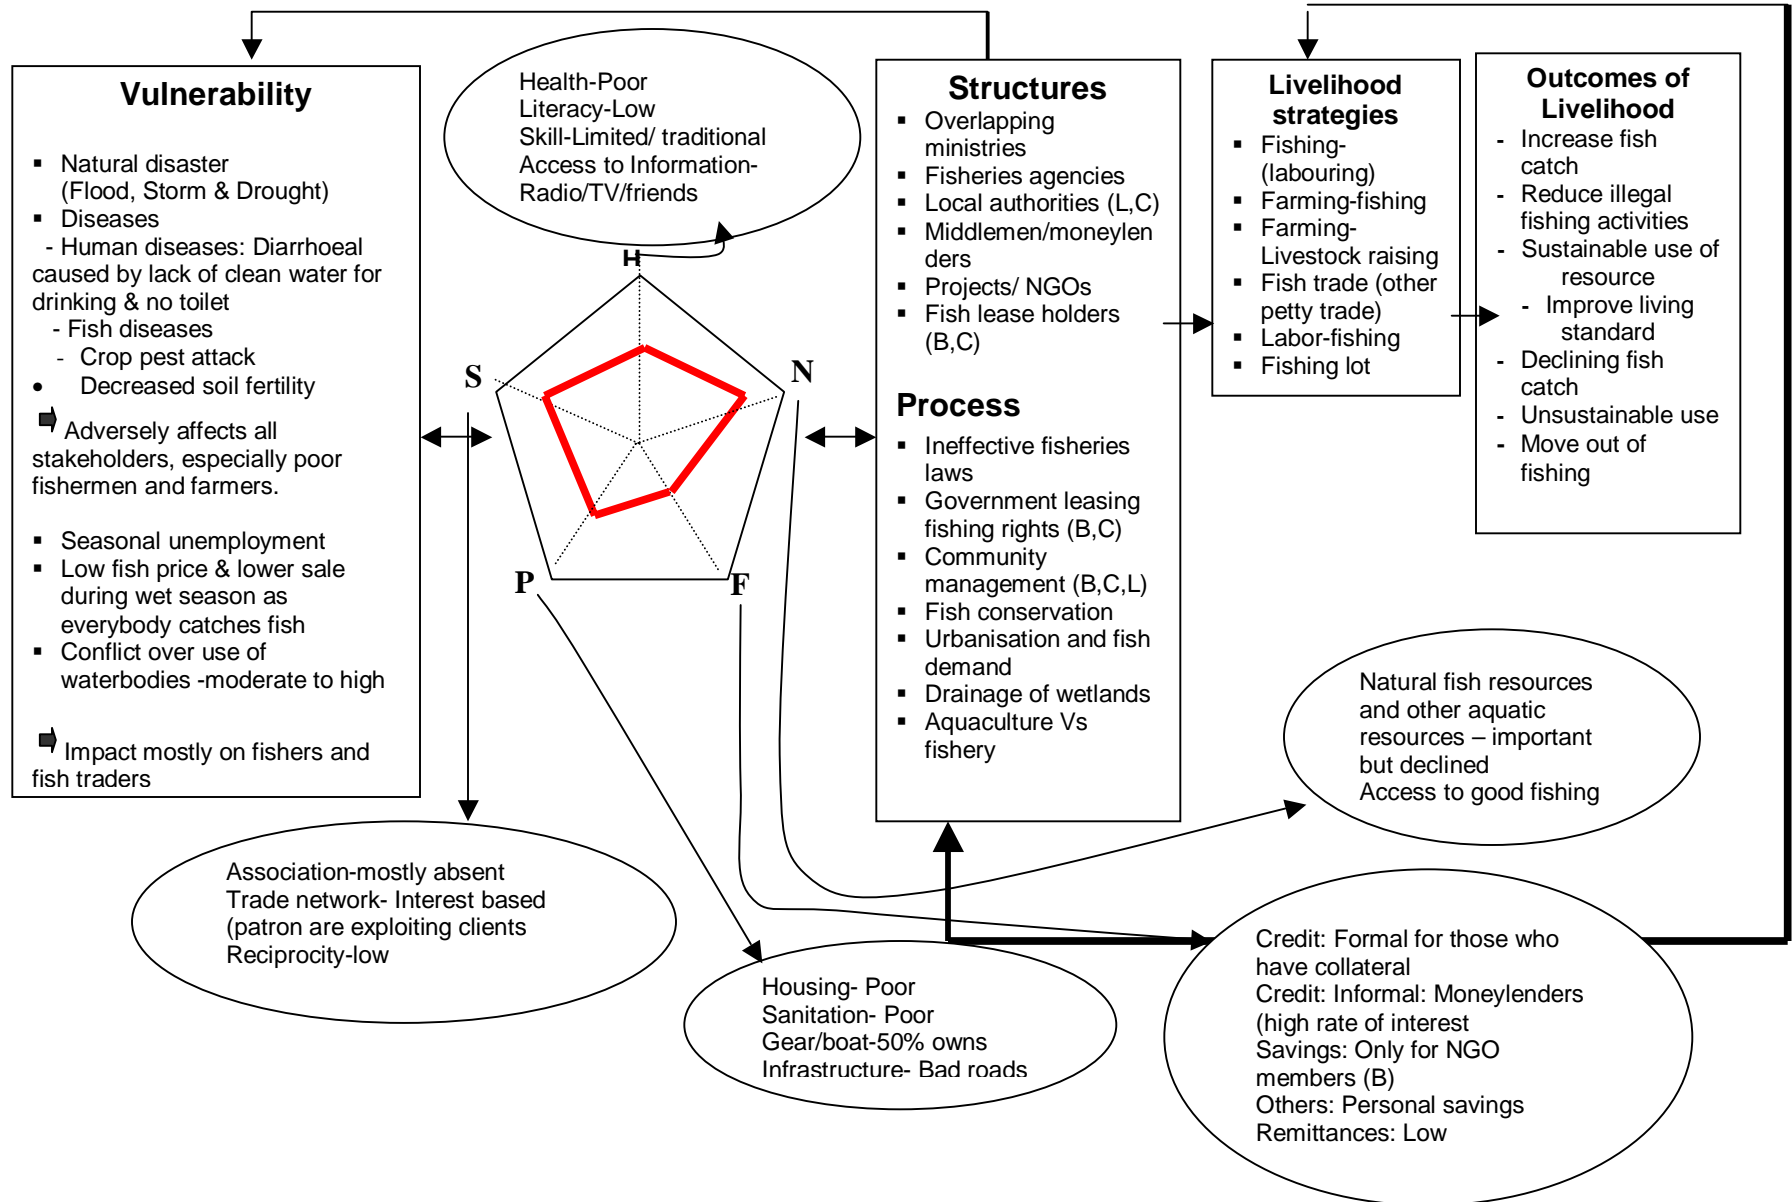 Vulnerability
▪ Natural disaster
(Flood, Storm & Drought)
▪ Diseases
- Human diseases: Diarrhoeal
caused by lack of clean water for
drinking & no toilet
- Fish diseases
- Crop pest attack
• Decreased soil fertility
Adversely affects all
stakeholders, especially poor
fishermen and farmers.
▪ Seasonal unemployment
▪ Low fish price & lower sale
during wet season as
everybody catches fish
▪ Conflict over use of
waterbodies -moderate to high
Impact mostly on fishers and
fish traders
Health-Poor
Literacy-Low
Skill-Limited/ traditional
Access to Information-
Radio/TV/friends
H
S
N
P
F
Structures
▪ Overlapping
ministries
▪ Fisheries agencies
▪ Local authorities (L,C)
▪ Middlemen/moneylen
ders
▪ Projects/ NGOs
▪ Fish lease holders
(B,C)
Process
▪ Ineffective fisheries
laws
▪ Government leasing
fishing rights (B,C)
▪ Community
management (B,C,L)
▪ Fish conservation
▪ Urbanisation and fish
demand
▪ Drainage of wetlands
▪ Aquaculture Vs
fishery
Livelihood
strategies
▪ Fishing-
(labouring)
▪ Farming-fishing
▪ Farming-
Livestock raising
▪ Fish trade (other
petty trade)
▪ Labor-fishing
▪ Fishing lot
Outcomes of
Livelihood
- Increase fish
catch
- Reduce illegal
fishing activities
- Sustainable use of
resource
- Improve living
standard
- Declining fish
catch
- Unsustainable use
- Move out of
fishing
Natural fish resources
and other aquatic
resources – important
but declined
Access to good fishing
Association-mostly absent
Trade network- Interest based
(patron are exploiting clients
Reciprocity-low
Housing- Poor
Sanitation- Poor
Gear/boat-50% owns
Infrastructure- Bad roads
Credit: Formal for those who
have collateral
Credit: Informal: Moneylenders
(high rate of interest
Savings: Only for NGO
members (B)
Others: Personal savings
Remittances: Low